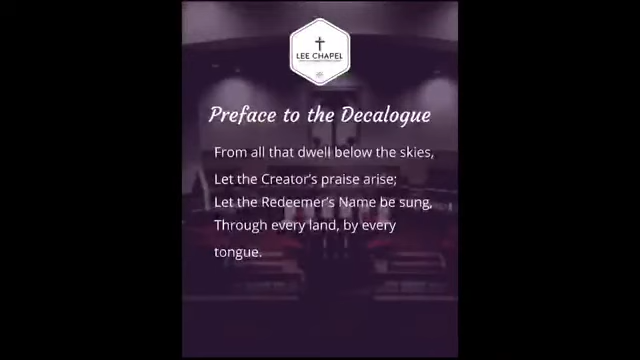 LEE CHAPEL
Preface to the Decalogue
From all that dwell below the skies,
Let the Creator's praise arise;
Let the Redeemer's Name be sung,
Through every land, by every
tongue.